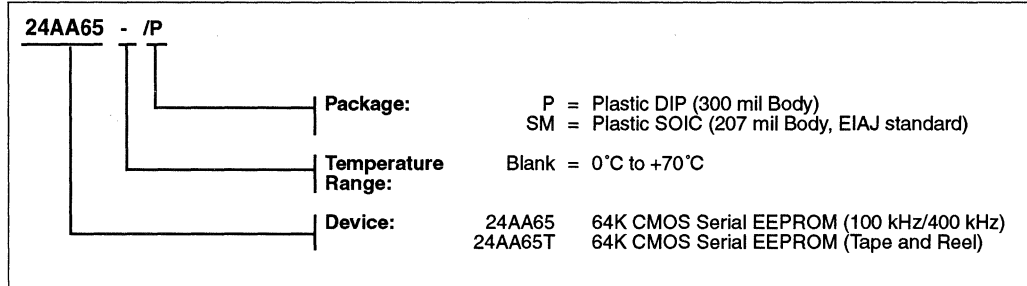 24AA65 - /P
Package: P = Plastic DIP (300 mil Body)
SM = Plastic SOIC (207 mil Body, EIAJ standard)
Temperature Blank = 0°C to +70°C
Range:
Device: 24AA65 64K CMOS Serial EEPROM (100 kHz/400 kHz)
24AA65T 64K CMOS Serial EEPROM (Tape and Reel)